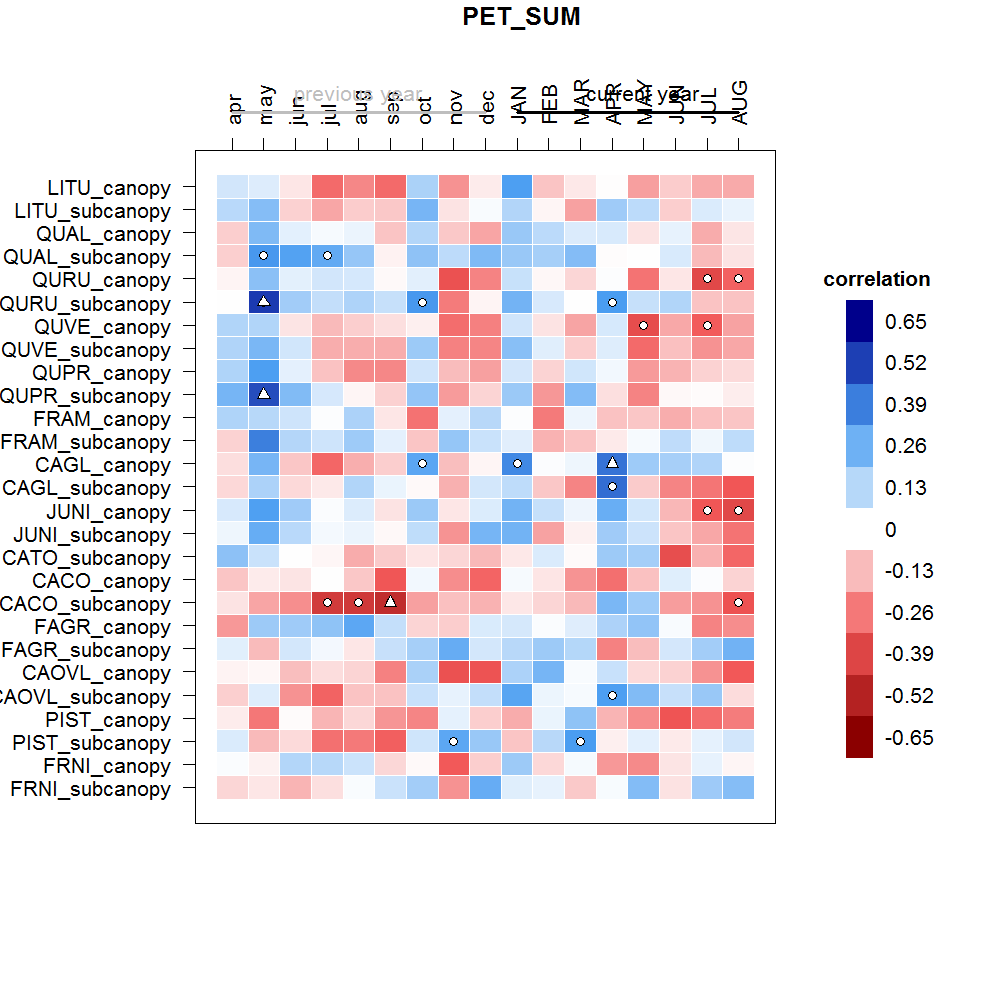 PET_SUM
previous year current year
apr may jun jul aug sep oct nov dec JAN FEB MAR APR MAY JUN JUL AUG
LITU_canopy
LITU_subcanopy
QUAL_canopy
QUAL_subcanopy
QURU_canopy
QURU_subcanopy
QUVE_canopy
QUVE_subcanopy
QUPR_canopy
QUPR_subcanopy
FRAM_canopy
FRAM_subcanopy
CAGL_canopy
CAGL_subcanopy
JUNI_canopy
JUNI_subcanopy
CATO_subcanopy
CACO_canopy
CACO_subcanopy
FAGR_canopy
FAGR_subcanopy
CAOVL_canopy
CAOVL_subcanopy
PIST_canopy
PIST_subcanopy
FRNI_canopy
FRNI_subcanopy
correlation
0.65
0.52
0.39
0.26
0.13
0
-0.13
-0.26
-0.39
-0.52
-0.65